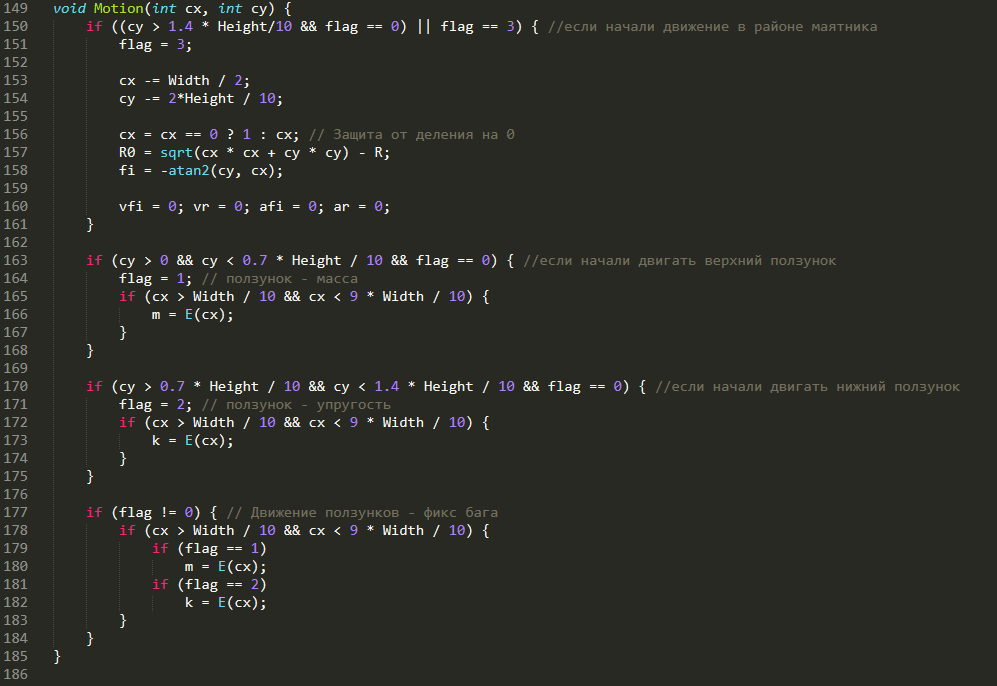 149 void Motion(int cx, int cy) {
150 if ((cy > 1.4 * Height/10 && flag == 0) || flag == 3) { //если начали движение в районе маятника
151 flag = 3;
152
153 cx -= Width / 2;
154 cy -= 2*Height / 10;
155
156 cx = cx == 0 ? 1 : cx; // Защита от деления на 0
157 R0 = sqrt(cx * cx + cy * cy) - R;
158 fi = -atan2(cy, cx);
159
160 vfi = 0; vr = 0; afi = 0; ar = 0;
161 }
162
163 if (cy > 0 && cy < 0.7 * Height / 10 && flag == 0) { //если начали двигать верхний ползунок
164 flag = 1; // ползунок - масса
165 if (cx > Width / 10 && cx < 9 * Width / 10) {
166 m = E(cx);
167 }
168 }
169
170 if (cy > 0.7 * Height / 10 && cy < 1.4 * Height / 10 && flag == 0) { //если начали двигать нижний ползунок
171 flag = 2; // ползунок - упругость
172 if (cx > Width / 10 && cx < 9 * Width / 10) {
173 k = E(cx);
174 }
175 }
176
177 if (flag != 0) { // Движение ползунков - фикс бага
178 if (cx > Width / 10 && cx < 9 * Width / 10) {
179 if (flag == 1)
180 m = E(cx);
181 if (flag == 2)
182 k = E(cx);
183 }
184 }
185 }
186